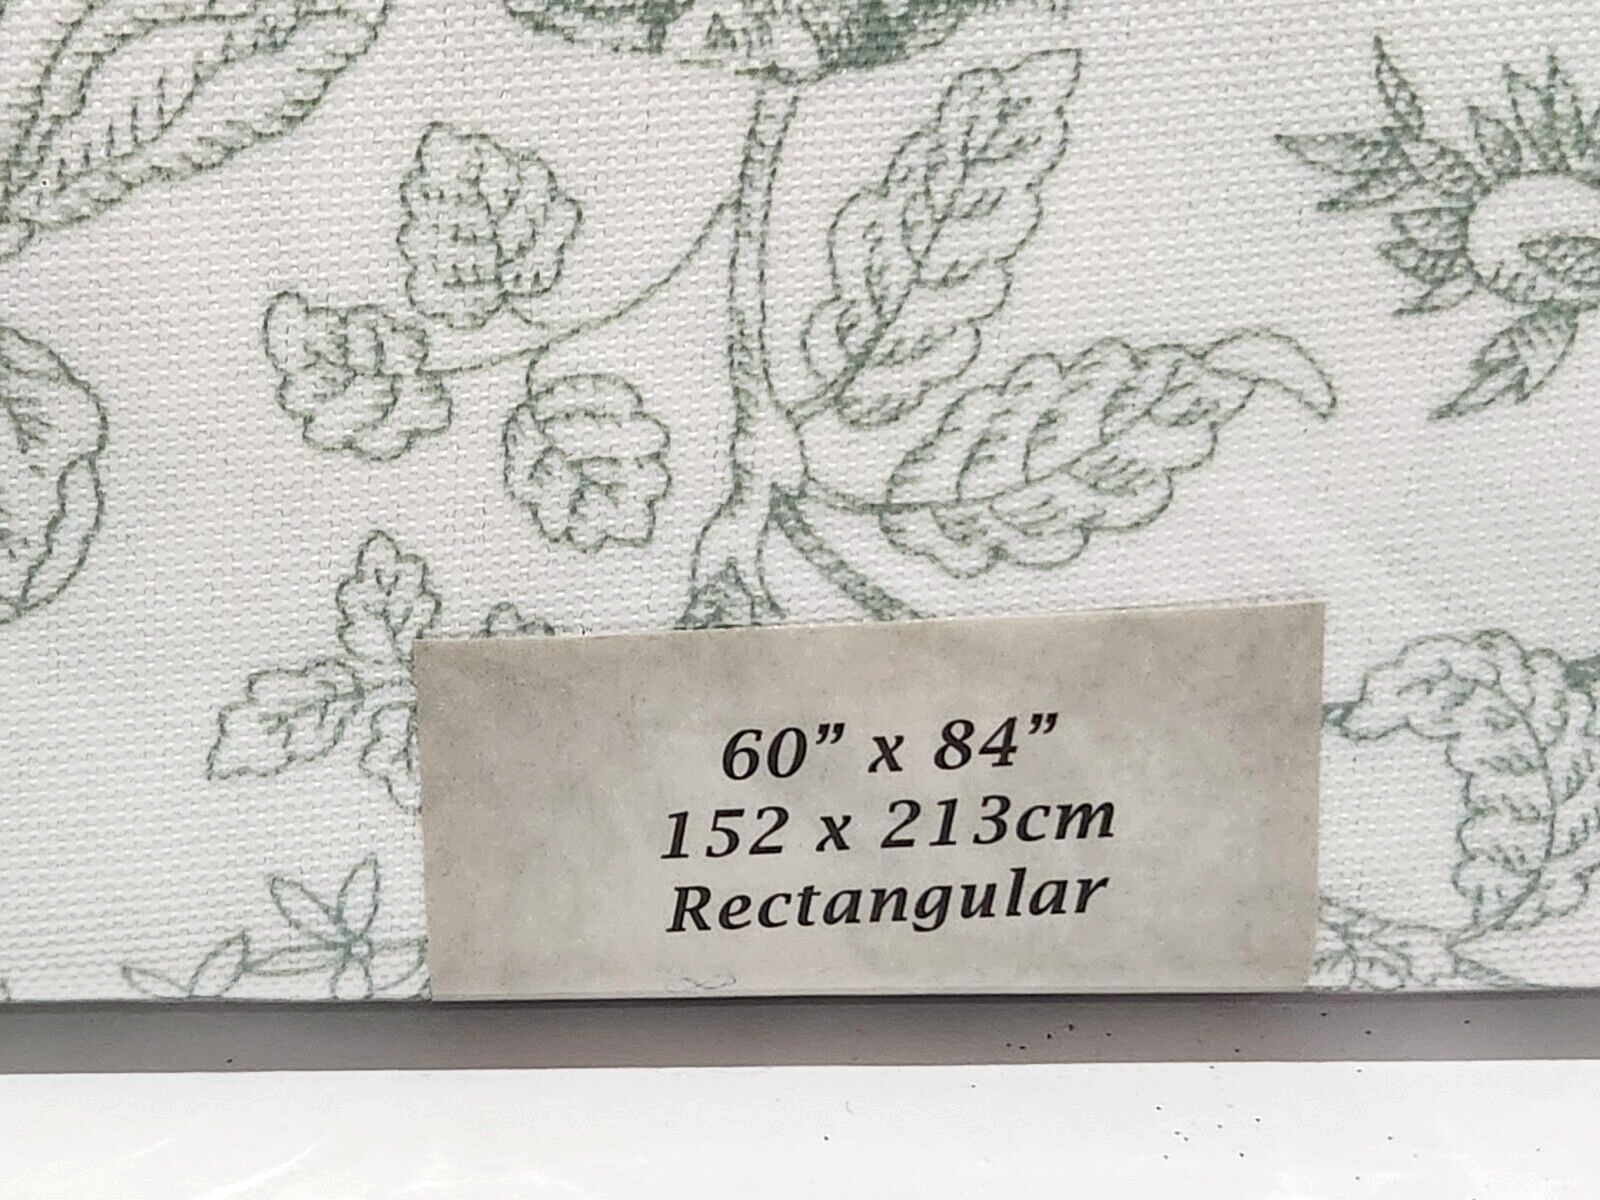 60” x 84”
152 x 213cm
Rectangular